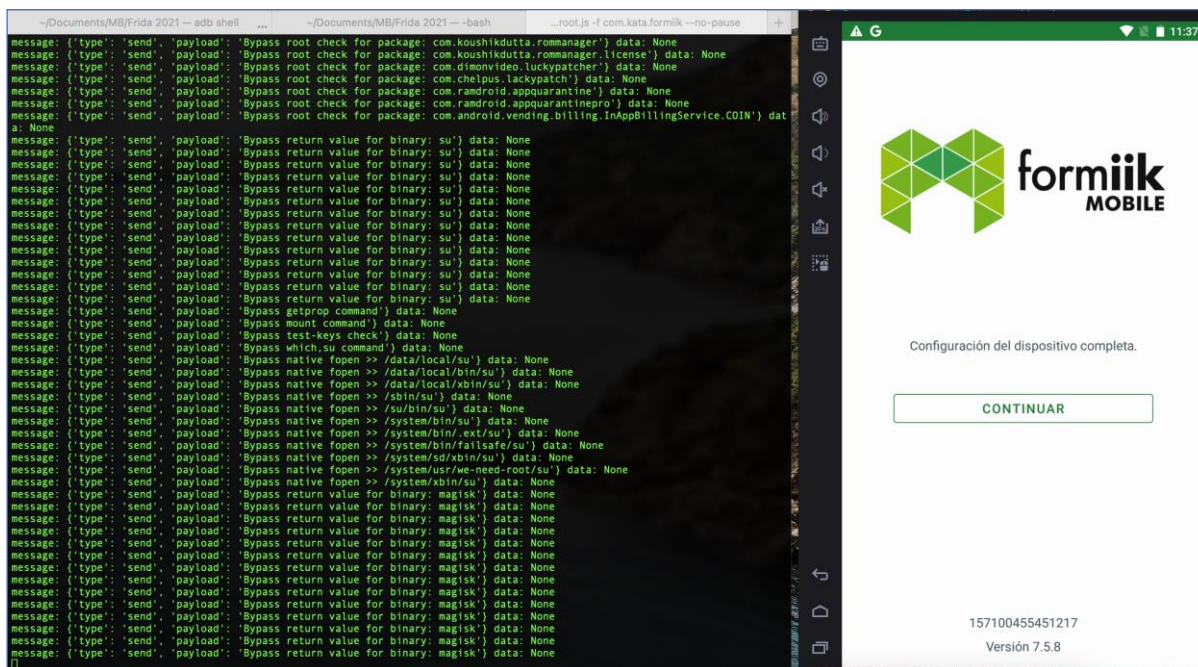 ~/Documents/MB/Frida 2021 — adb shell ...
~/Documents/MB/Frida 2021 — -bash
...root.js -f com.kata.formiik --no-pause +
message: {'type': 'send', 'payload': 'Bypass root check for package: com.koushikdutta.rommanager'} data: None
message: {'type': 'send', 'payload': 'Bypass root check for package: com.koushikdutta.rommanager.license'} data: None
message: {'type': 'send', 'payload': 'Bypass root check for package: com.dimonvideo.luckypatcher'} data: None
message: {'type': 'send', 'payload': 'Bypass root check for package: com.chelpus.lackypatch'} data: None
message: {'type': 'send', 'payload': 'Bypass root check for package: com.ramdroid.appquarantine'} data: None
message: {'type': 'send', 'payload': 'Bypass root check for package: com.ramdroid.appquarantinepro'} data: None
message: {'type': 'send', 'payload': 'Bypass root check for package: com.android.vending.billing.InAppBillingService.COIN'} dat
a: None
message: {'type': 'send', 'payload': 'Bypass return value for binary: su'} data: None
message: {'type': 'send', 'payload': 'Bypass return value for binary: su'} data: None
message: {'type': 'send', 'payload': 'Bypass return value for binary: su'} data: None
message: {'type': 'send', 'payload': 'Bypass return value for binary: su'} data: None
message: {'type': 'send', 'payload': 'Bypass return value for binary: su'} data: None
message: {'type': 'send', 'payload': 'Bypass return value for binary: su'} data: None
message: {'type': 'send', 'payload': 'Bypass return value for binary: su'} data: None
message: {'type': 'send', 'payload': 'Bypass return value for binary: su'} data: None
message: {'type': 'send', 'payload': 'Bypass return value for binary: su'} data: None
message: {'type': 'send', 'payload': 'Bypass return value for binary: su'} data: None
message: {'type': 'send', 'payload': 'Bypass return value for binary: su'} data: None
message: {'type': 'send', 'payload': 'Bypass return value for binary: su'} data: None
message: {'type': 'send', 'payload': 'Bypass return value for binary: su'} data: None
message: {'type': 'send', 'payload': 'Bypass return value for binary: su'} data: None
message: {'type': 'send', 'payload': 'Bypass getprop command'} data: None
message: {'type': 'send', 'payload': 'Bypass mount command'} data: None
message: {'type': 'send', 'payload': 'Bypass test-keys check'} data: None
message: {'type': 'send', 'payload': 'Bypass which,su command'} data: None
message: {'type': 'send', 'payload': 'Bypass native fopen >> /data/local/su'} data: None
message: {'type': 'send', 'payload': 'Bypass native fopen >> /data/local/bin/su'} data: None
message: {'type': 'send', 'payload': 'Bypass native fopen >> /data/local/xbin/su'} data: None
message: {'type': 'send', 'payload': 'Bypass native fopen >> /sbin/su'} data: None
message: {'type': 'send', 'payload': 'Bypass native fopen >> /su/bin/su'} data: None
message: {'type': 'send', 'payload': 'Bypass native fopen >> /system/bin/su'} data: None
message: {'type': 'send', 'payload': 'Bypass native fopen >> /system/bin/.ext/su'} data: None
message: {'type': 'send', 'payload': 'Bypass native fopen >> /system/bin/failsafe/su'} data: None
message: {'type': 'send', 'payload': 'Bypass native fopen >> /system/sd/xbin/su'} data: None
message: {'type': 'send', 'payload': 'Bypass native fopen >> /system/usr/we-need-root/su'} data: None
message: {'type': 'send', 'payload': 'Bypass native fopen >> /system/xbin/su'} data: None
message: {'type': 'send', 'payload': 'Bypass return value for binary: magisk'} data: None
message: {'type': 'send', 'payload': 'Bypass return value for binary: magisk'} data: None
message: {'type': 'send', 'payload': 'Bypass return value for binary: magisk'} data: None
message: {'type': 'send', 'payload': 'Bypass return value for binary: magisk'} data: None
message: {'type': 'send', 'payload': 'Bypass return value for binary: magisk'} data: None
message: {'type': 'send', 'payload': 'Bypass return value for binary: magisk'} data: None
message: {'type': 'send', 'payload': 'Bypass return value for binary: magisk'} data: None
message: {'type': 'send', 'payload': 'Bypass return value for binary: magisk'} data: None
message: {'type': 'send', 'payload': 'Bypass return value for binary: magisk'} data: None
message: {'type': 'send', 'payload': 'Bypass return value for binary: magisk'} data: None
message: {'type': 'send', 'payload': 'Bypass return value for binary: magisk'} data: None
message: {'type': 'send', 'payload': 'Bypass return value for binary: magisk'} data: None
message: {'type': 'send', 'payload': 'Bypass return value for binary: magisk'} data: None
message: {'type': 'send', 'payload': 'Bypass return value for binary: magisk'} data: None
G 11:37
formiik
MOBILE
Configuración del dispositivo completa.
CONTINUAR
157100455451217
Versión 7.5.8